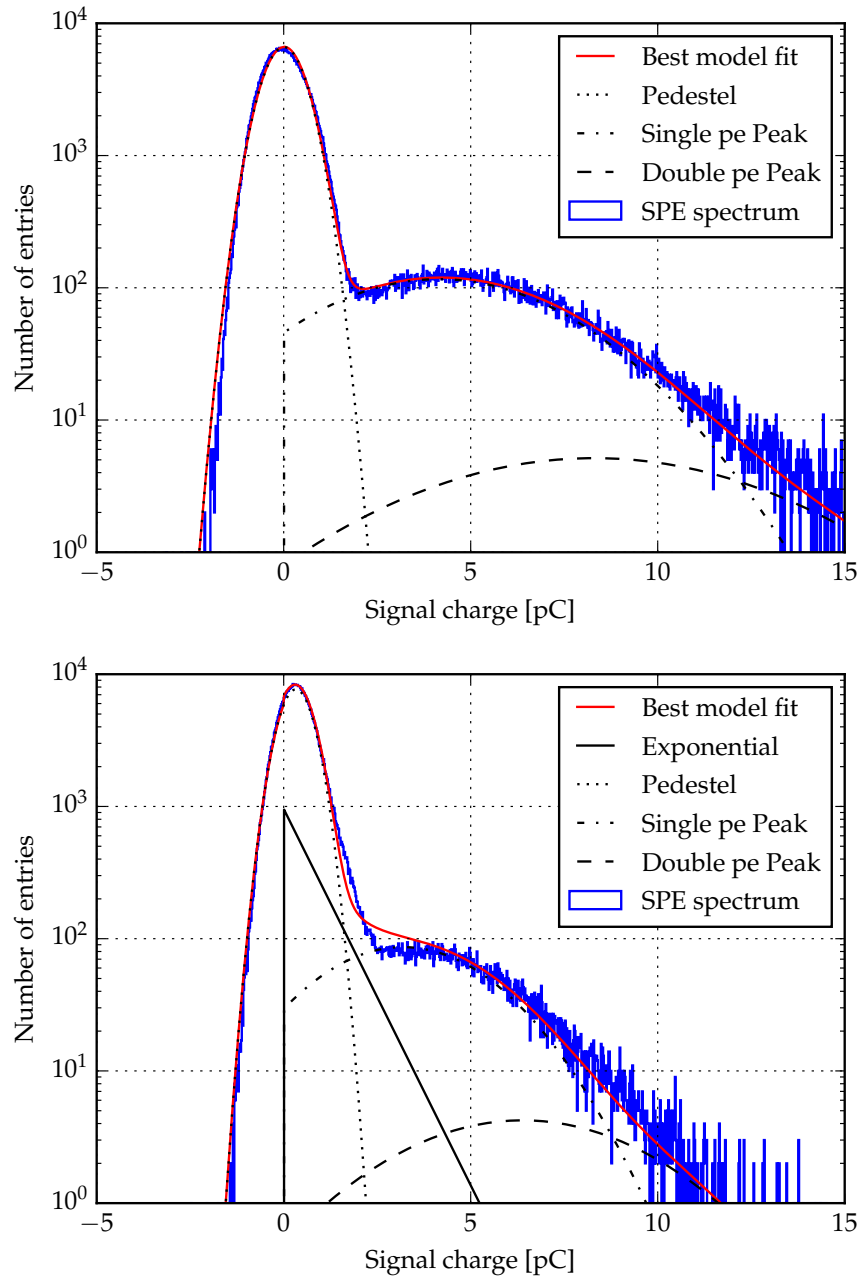 10^4
10^3
10^2
10^1
10^0
Number of entries
Best model fit
Pedestel
Single pe Peak
Double pe Peak
SPE spectrum
−5 0 5 10 15
Signal charge [pC]
10^4
10^3
10^2
10^1
10^0
Number of entries
Best model fit
Exponential
Pedestel
Single pe Peak
Double pe Peak
SPE spectrum
−5 0 5 10 15
Signal charge [pC]